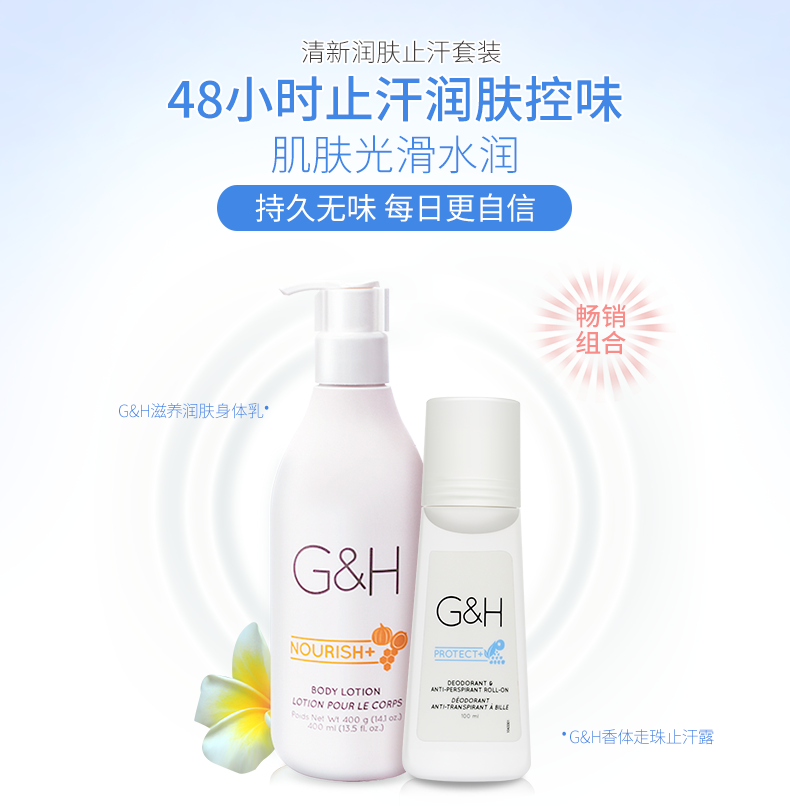 清新润肤止汗套装
48小时止汗润肤控味
肌肤光滑水润
持久无味 每日更自信
畅销
组合
G&H滋养润肤身体乳•
G&H
NOURISH+
BODY LOTION
LOTION POUR LE CORPS
Poids Net Wt 400 g (14.1 oz.)
400 ml (13.5 fl. oz.)
G&H
PROTECT+
DEODORANT &
ANTI-PERSPIRANT ROLL-ON
DÉODORANT
ANTI-TRANSPIRANT À BILLE
100 ml
•G&H香体走珠止汗露